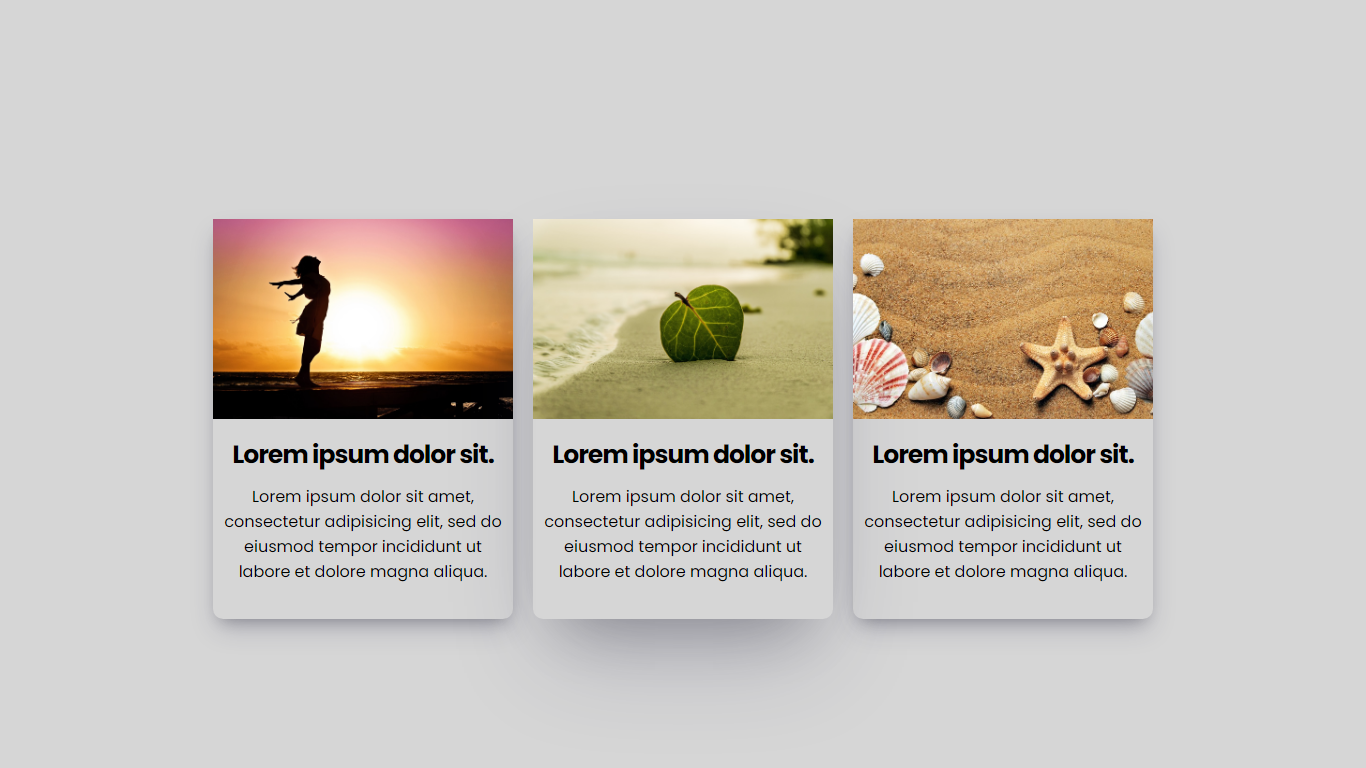 Lorem ipsum dolor sit.
Lorem ipsum dolor sit amet,
consectetur adipisicing elit, sed do
eiusmod tempor incididunt ut
labore et dolore magna aliqua.
Lorem ipsum dolor sit.
Lorem ipsum dolor sit amet,
consectetur adipisicing elit, sed do
eiusmod tempor incididunt ut
labore et dolore magna aliqua.
Lorem ipsum dolor sit.
Lorem ipsum dolor sit amet,
consectetur adipisicing elit, sed do
eiusmod tempor incididunt ut
labore et dolore magna aliqua.